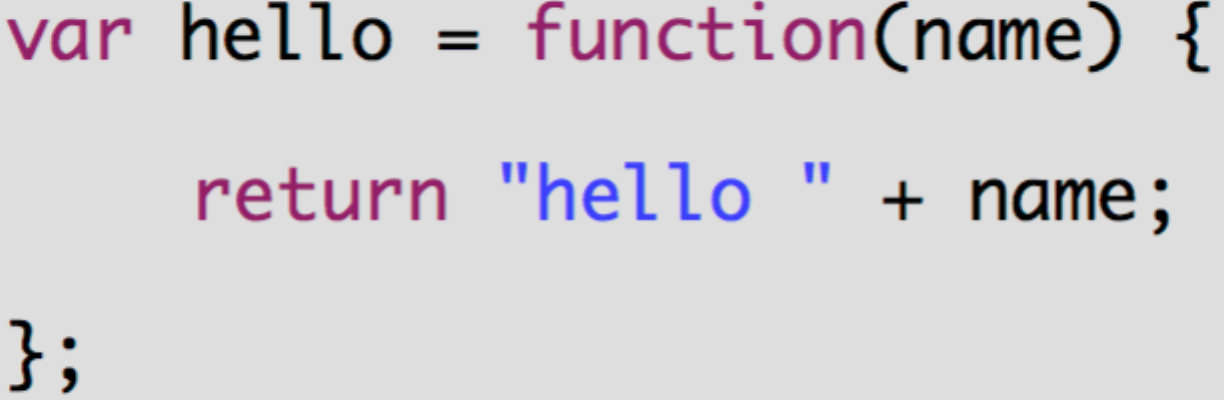 var hello = function(name) {
return "hello " + name;
};